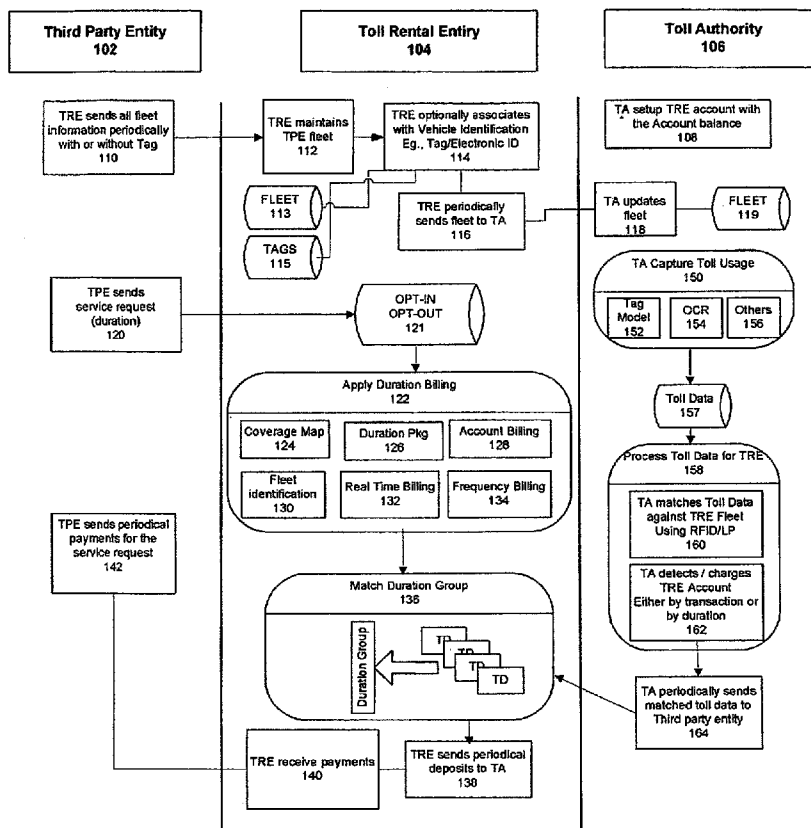 Third Party Entity
102
Toll Rental Entiry
104
Toll Authority
106
TRE sends all fleet
information periodically
with or without Tag
110
TRE maintains
TPE fleet
112
TRE optionally associates
with Vehicle Identification
Eg., Tag/Electronic ID
114
TA setup TRE account with
the Account balance
108
FLEET
113
TAGS
115
TRE periodically
sends fleet to TA
116
TA updates
fleet
118
FLEET
119
TPE sends
service request
(duration)
120
OPT-IN
OPT-OUT
121
TA Capture Toll Usage
150
Tag
Model
152
OCR
154
Others
156
Apply Duration Billing
122
Coverage Map
124
Duration Pkg
126
Account Billing
128
Fleet
identification
130
Real Time Billing
132
Frequency Billing
134
Toll Data
157
Process Toll Data for TRE
158
TA matches Toll Data
against TRE Fleet
Using RFID/LP
160
TA detects / charges
TRE Account
Either by transaction or
by duration
162
TPE sends periodical
payments for the
service request
142
Match Duration Group
136
Duration Group
TD
TD
TD
TD
TA periodically sends
matched toll data to
Third party entity
164
TRE receive payments
140
TRE sends periodical
deposits to TA
138